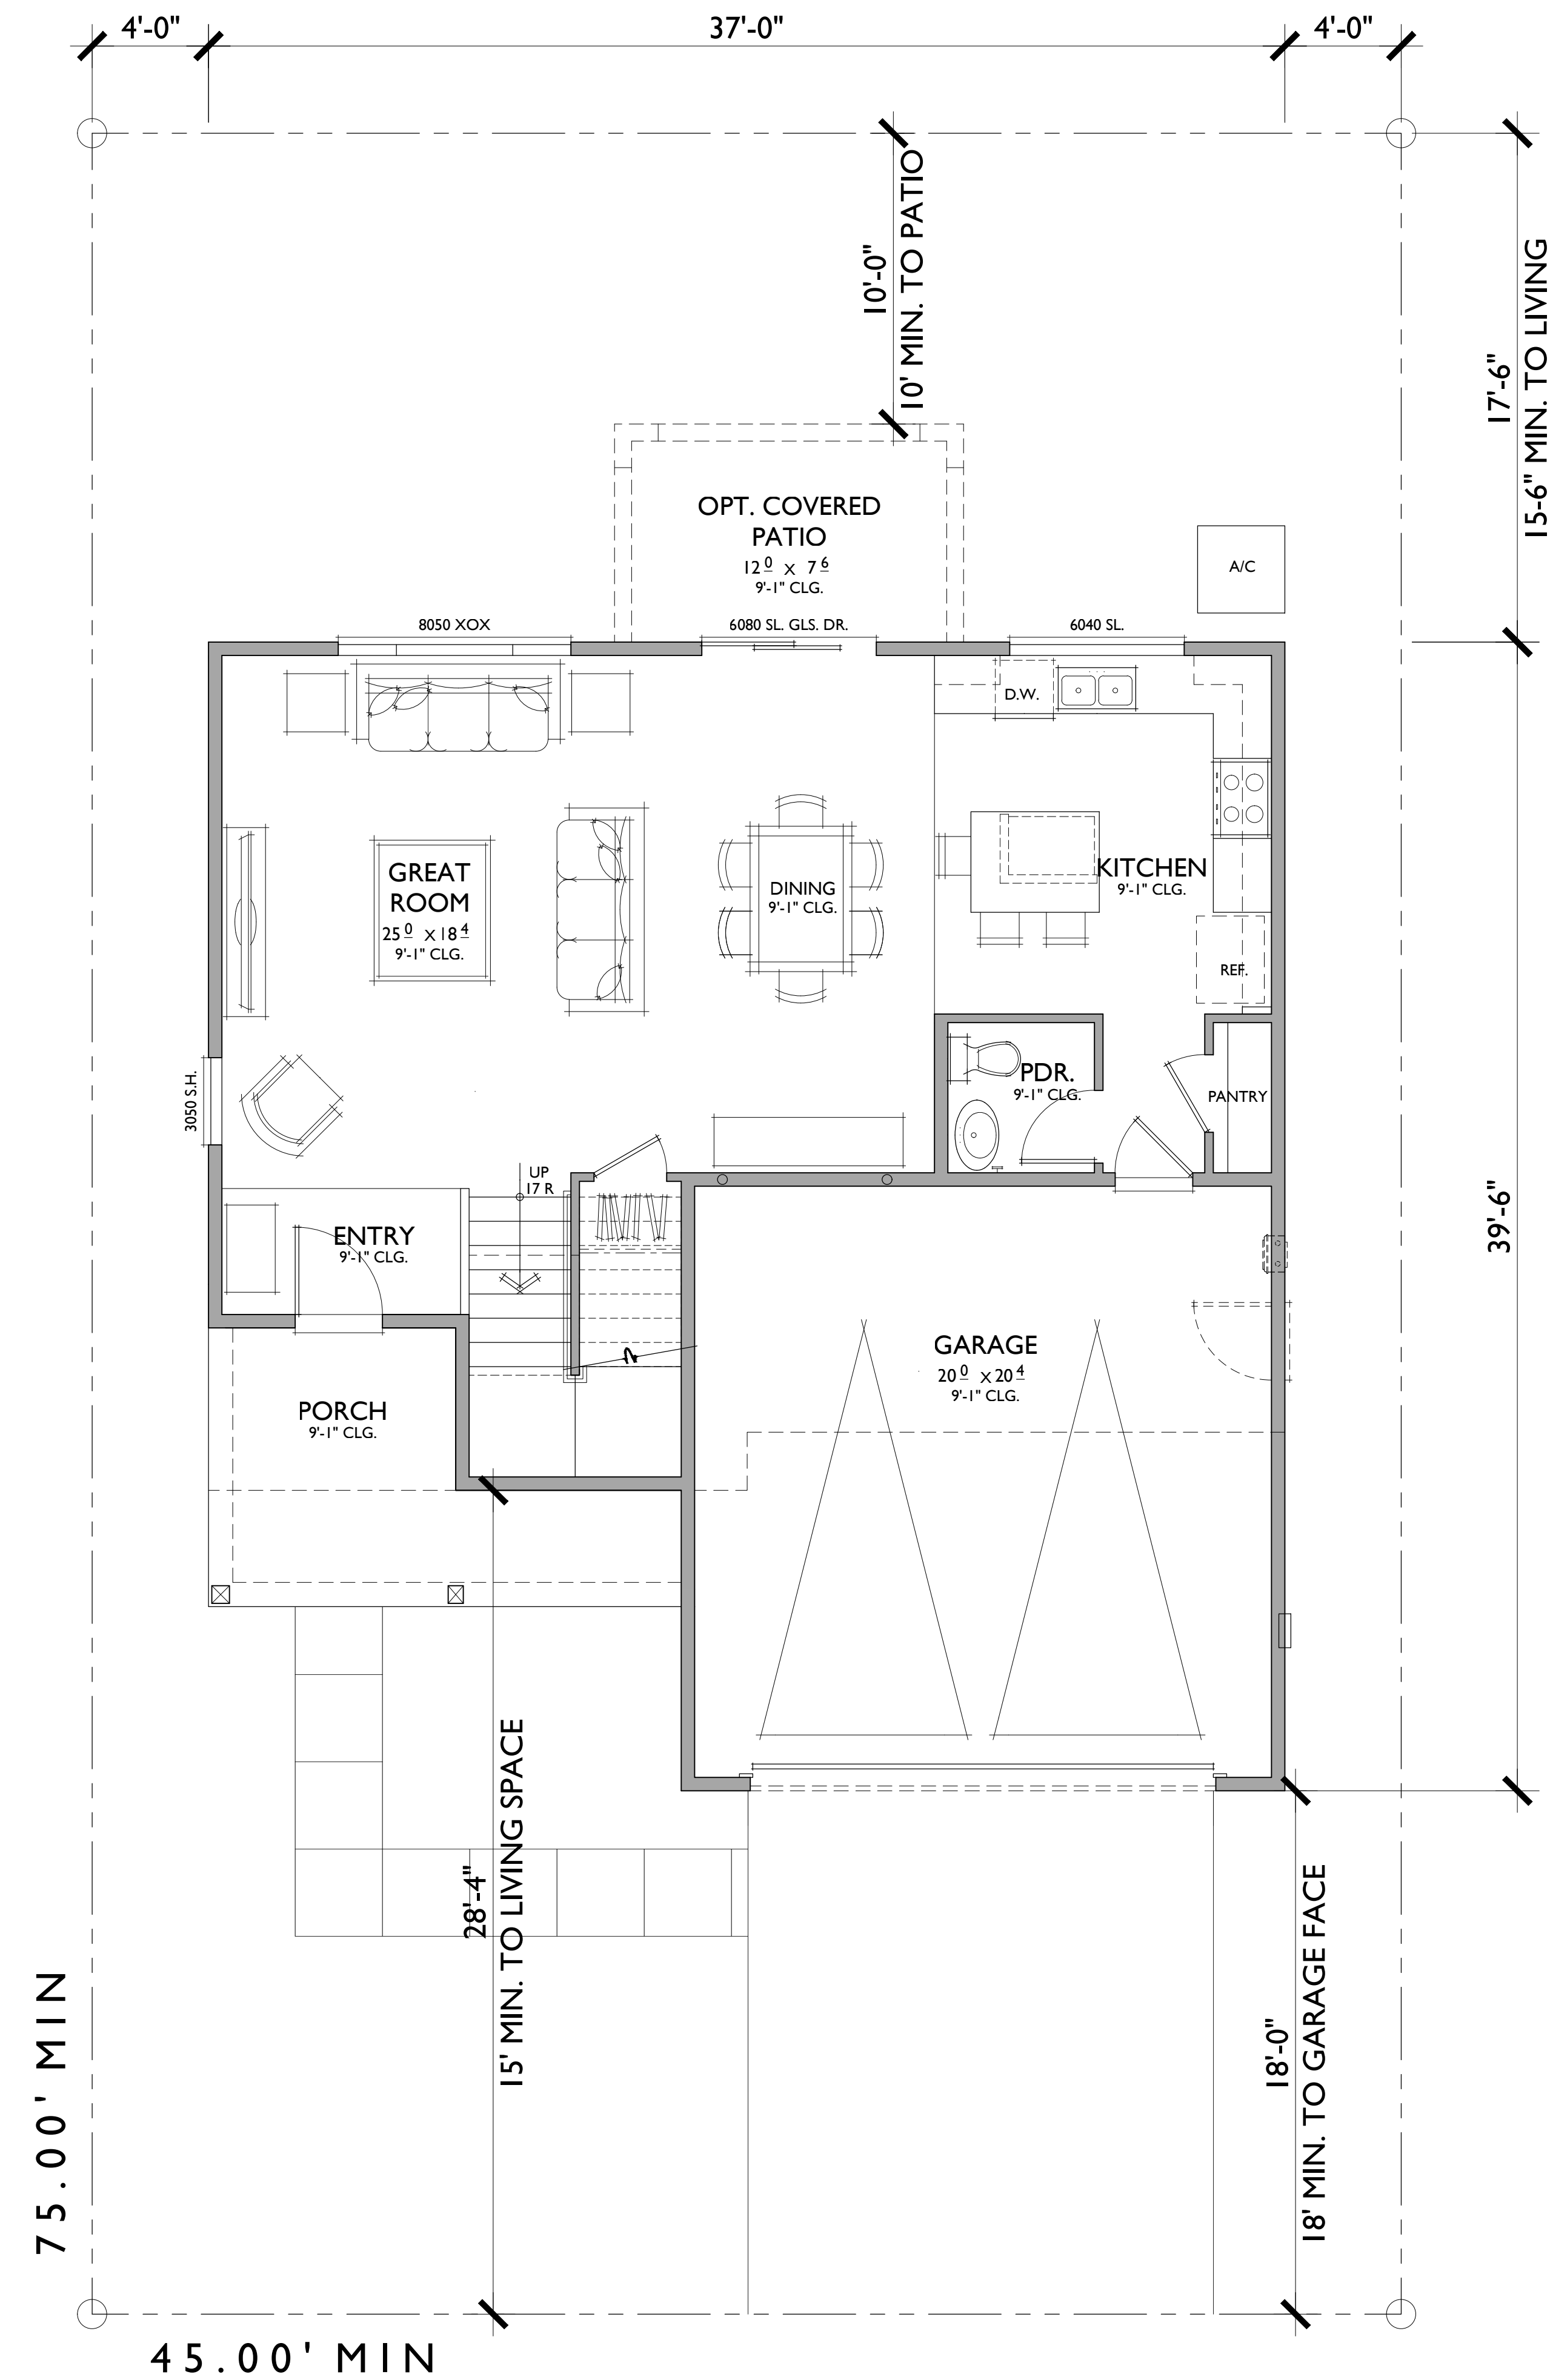 4'-0"
37'-0"
4'-0"
10'-0"
10' MIN. TO PATIO
17'-6"
15-6" MIN. TO LIVING
OPT. COVERED
PATIO
12 0 X 7 6
9'-1" CLG.
A/C
8050 XOX
6080 SL. GLS. DR.
6040 SL.
D.W.
GREAT
ROOM
25 0 X 18 4
9'-1" CLG.
DINING
9'-1" CLG.
KITCHEN
9'-1" CLG.
REF.
3050 S.H.
PDR.
9'-1" CLG.
PANTRY
UP
17 R
ENTRY
9'-1" CLG.
39'-6"
GARAGE
20 0 X 20 4
9'-1" CLG.
PORCH
9'-1" CLG.
28'-4"
15' MIN. TO LIVING SPACE
18'-0"
18' MIN. TO GARAGE FACE
75.00' MIN
45.00' MIN